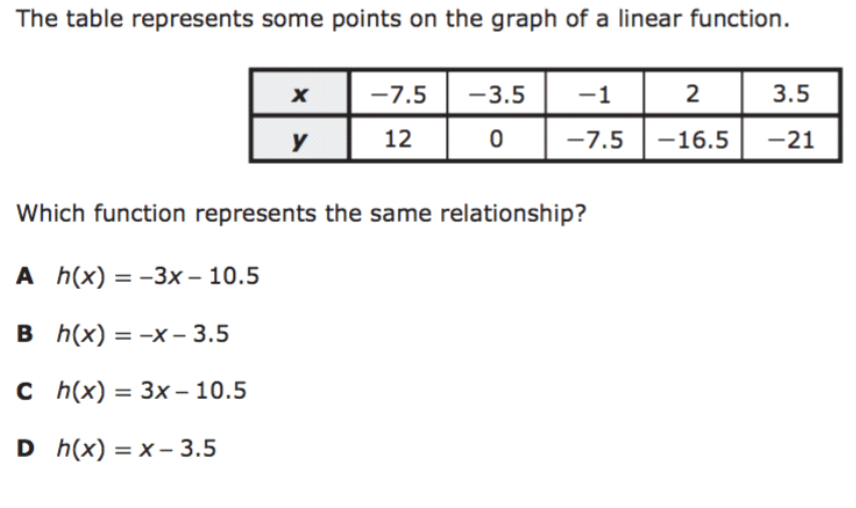 The table represents some points on the graph of a linear function.
x −7.5 −3.5 −1 2 3.5
y 12 0 −7.5 −16.5 −21
Which function represents the same relationship?
A h(x) = −3x – 10.5
B h(x) = −x – 3.5
C h(x) = 3x – 10.5
D h(x) = x – 3.5